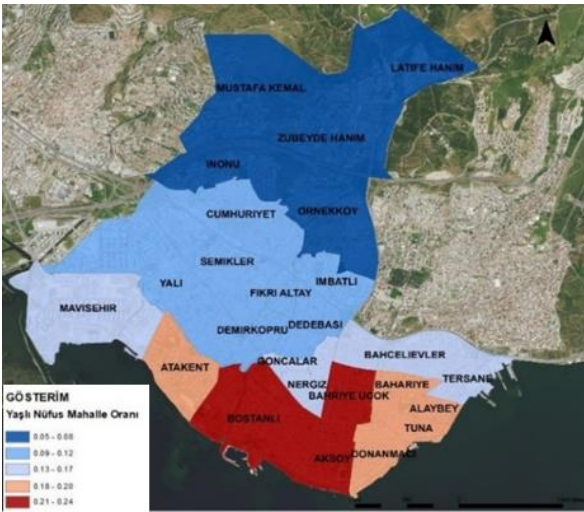 LATIFE HANIM
MUSTAFA KEMAL
ZUBEYDE HANIM
INONU
ORNEKKOY
CUMHURIYET
SEMIKLER
IMBATLI
YALI
FIKRI ALTAY
MAVISEHIR
DEDEBASI
DEMIRKOPRU
BAHCELIEVLER
GONCALAR
ATAKENT
TERSANE
NERGIZ
BAHARIYE
BAHRIYE UCOK
ALAYBEY
BOSTANLI
TUNA
DONANMACI
AKSOY
GÖSTERİM
Yaşlı Nüfus Mahalle Oranı
0.05 - 0.08
0.09 - 0.12
0.13 - 0.17
0.18 - 0.20
0.21 - 0.24